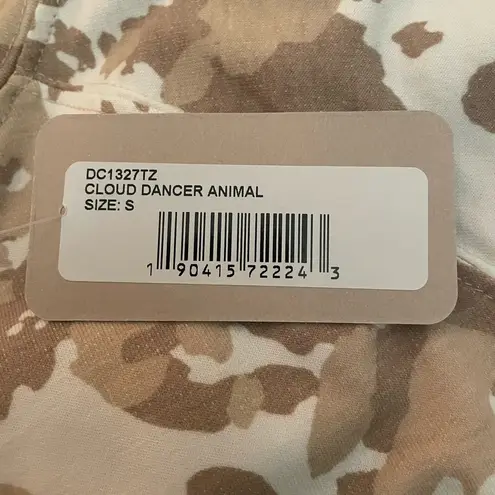 DC1327TZ
CLOUD DANCER ANIMAL
SIZE: S
1 90415 72224 3